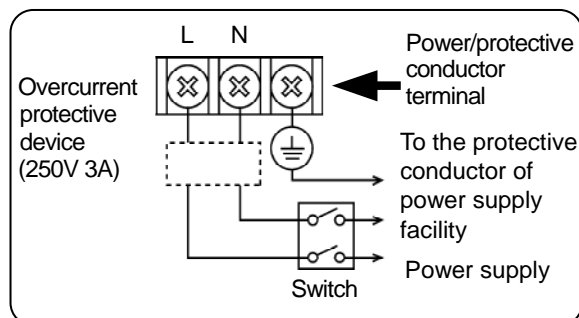 L N
Power/protective
conductor
terminal
Overcurrent
protective
device
(250V 3A)
To the protective
conductor of
power supply
facility
Power supply
Switch